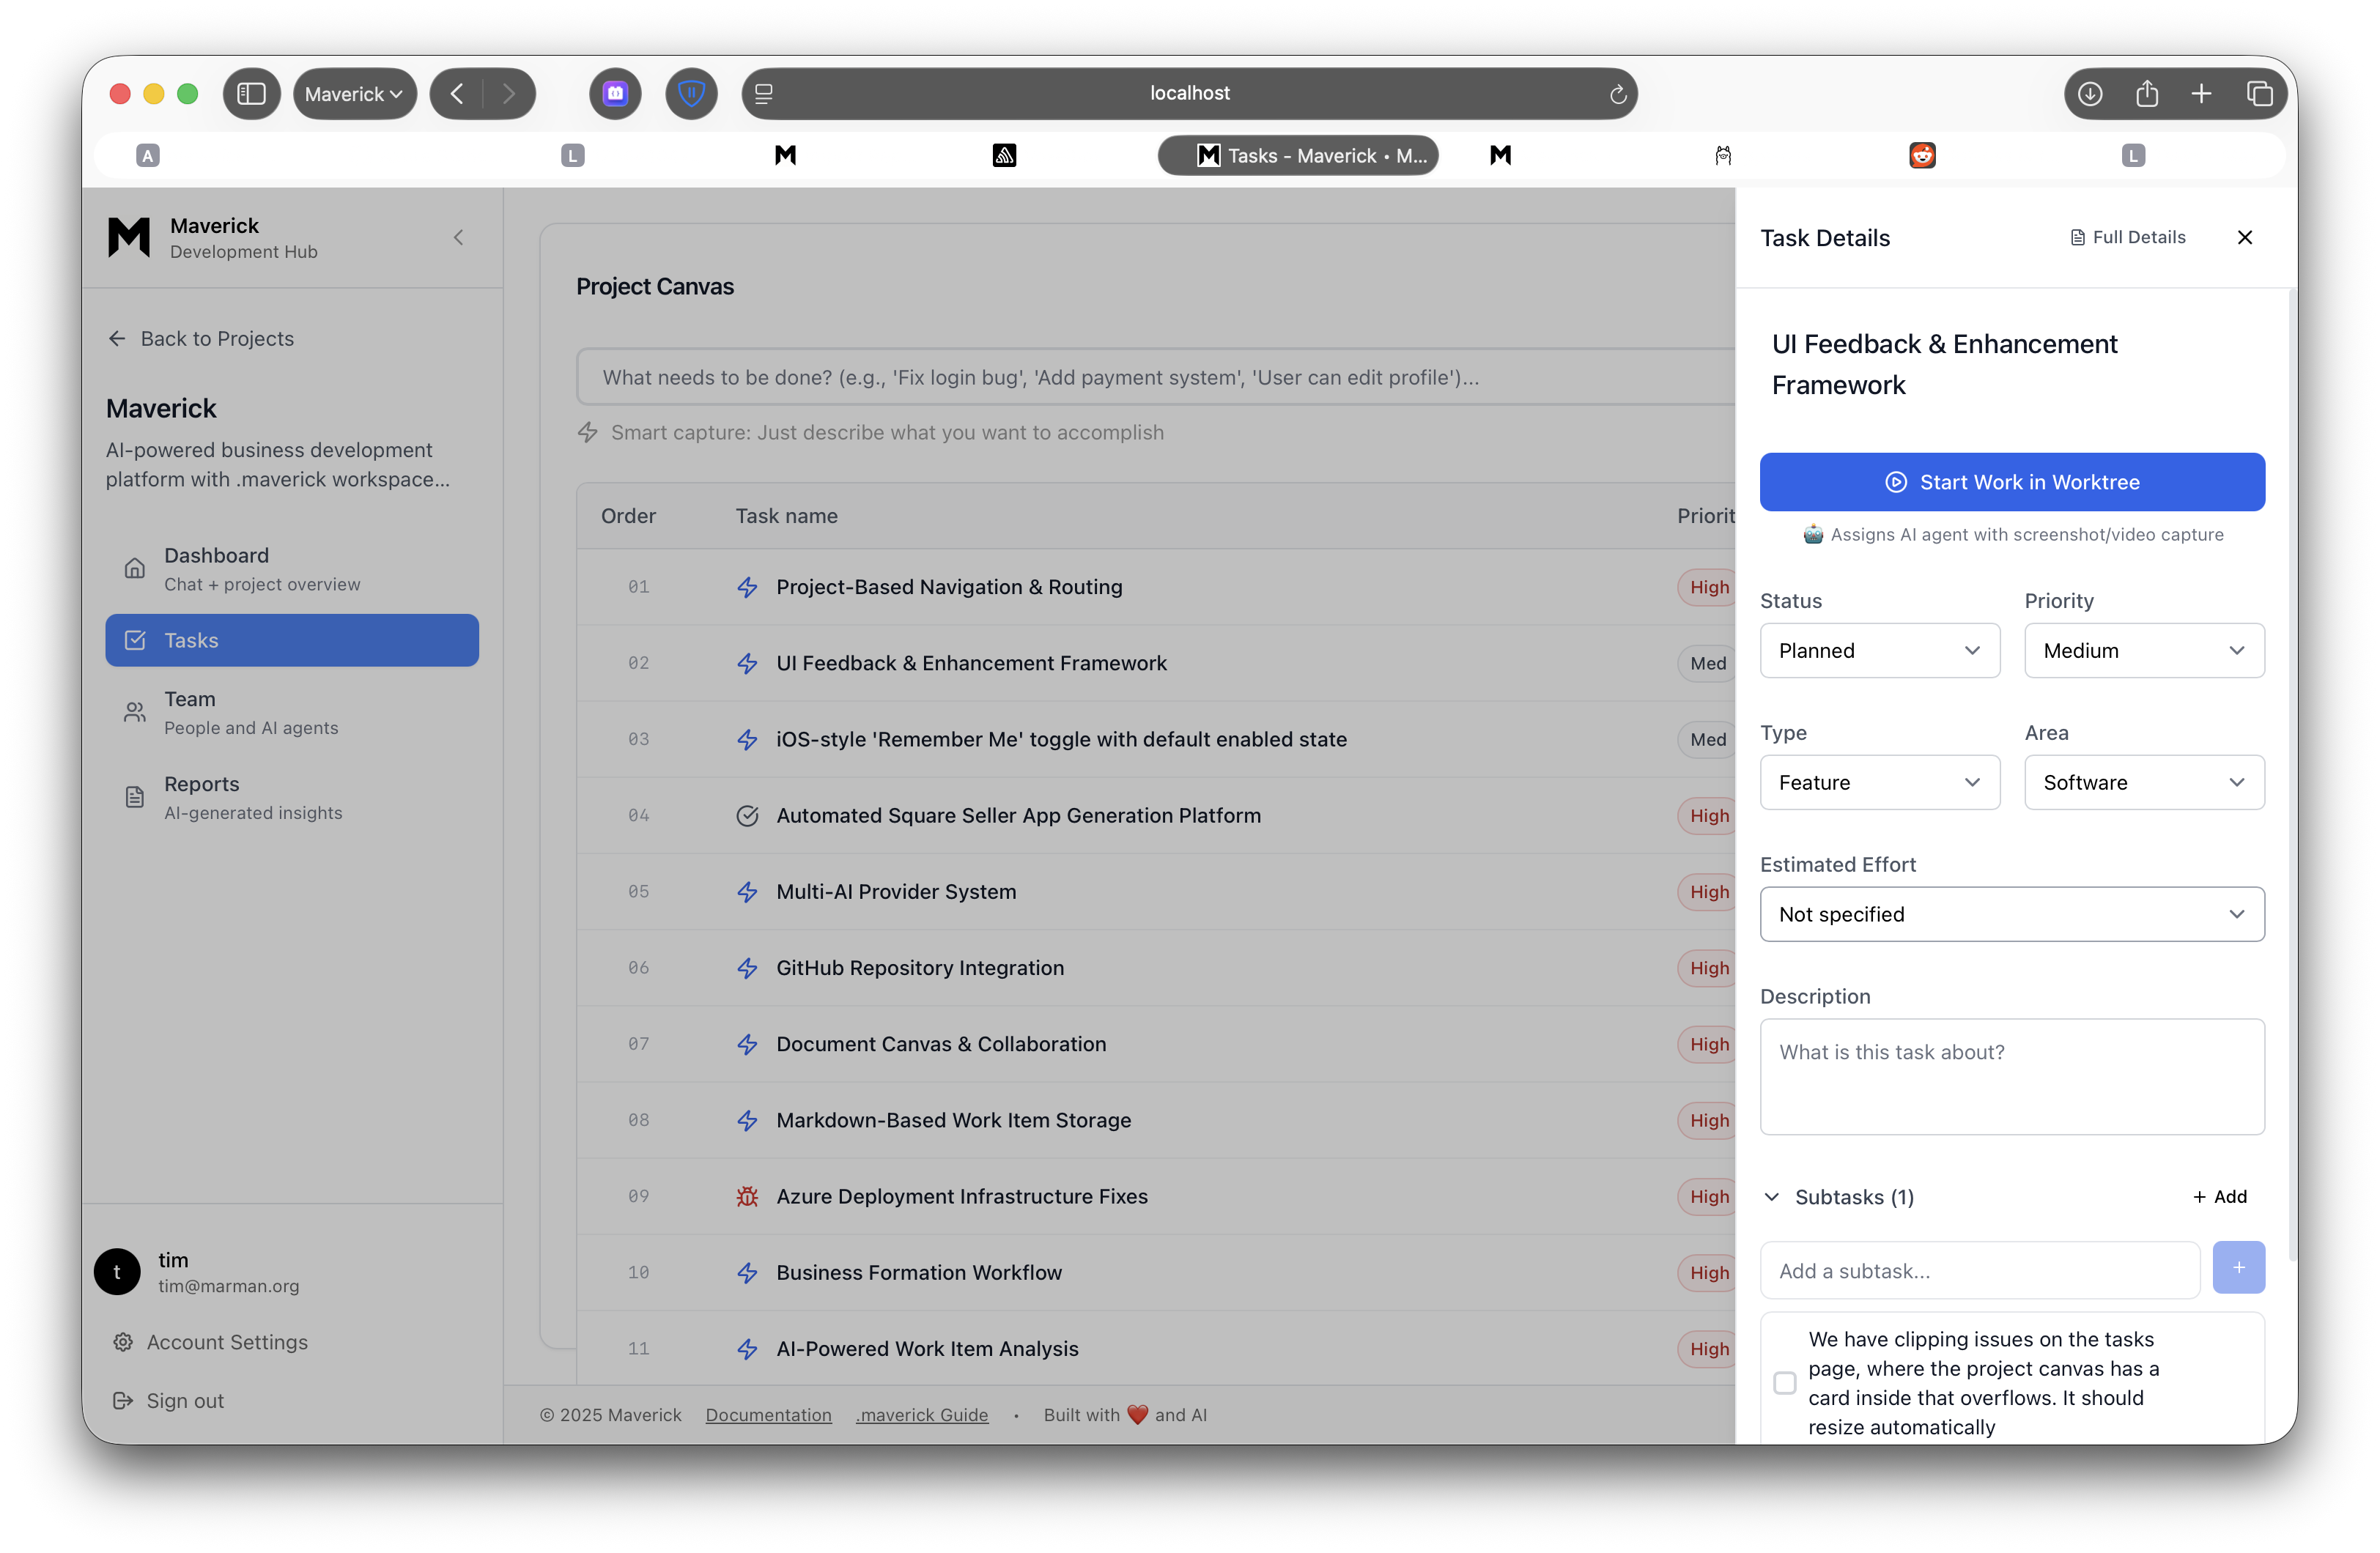 Maverick
localhost
A
L
Tasks - Maverick • M...
L
Maverick
Development Hub
Back to Projects
Maverick
AI-powered business development
platform with .maverick workspace...
Dashboard
Chat + project overview
Tasks
Team
People and AI agents
Reports
AI-generated insights
t
tim
tim@marman.org
Account Settings
Sign out
Project Canvas
What needs to be done? (e.g., 'Fix login bug', 'Add payment system', 'User can edit profile')...
Smart capture: Just describe what you want to accomplish
Order Task name Priorit
01 Project-Based Navigation & Routing High
02 UI Feedback & Enhancement Framework Med
03 iOS-style 'Remember Me' toggle with default enabled state Med
04 Automated Square Seller App Generation Platform High
05 Multi-AI Provider System High
06 GitHub Repository Integration High
07 Document Canvas & Collaboration High
08 Markdown-Based Work Item Storage High
09 Azure Deployment Infrastructure Fixes High
10 Business Formation Workflow High
11 AI-Powered Work Item Analysis High
© 2025 Maverick Documentation .maverick Guide • Built with ❤️ and AI
Task Details Full Details
UI Feedback & Enhancement
Framework
Start Work in Worktree
🤖 Assigns AI agent with screenshot/video capture
Status Priority
Planned Medium
Type Area
Feature Software
Estimated Effort
Not specified
Description
What is this task about?
Subtasks (1) + Add
Add a subtask... +
We have clipping issues on the tasks
page, where the project canvas has a
card inside that overflows. It should
resize automatically